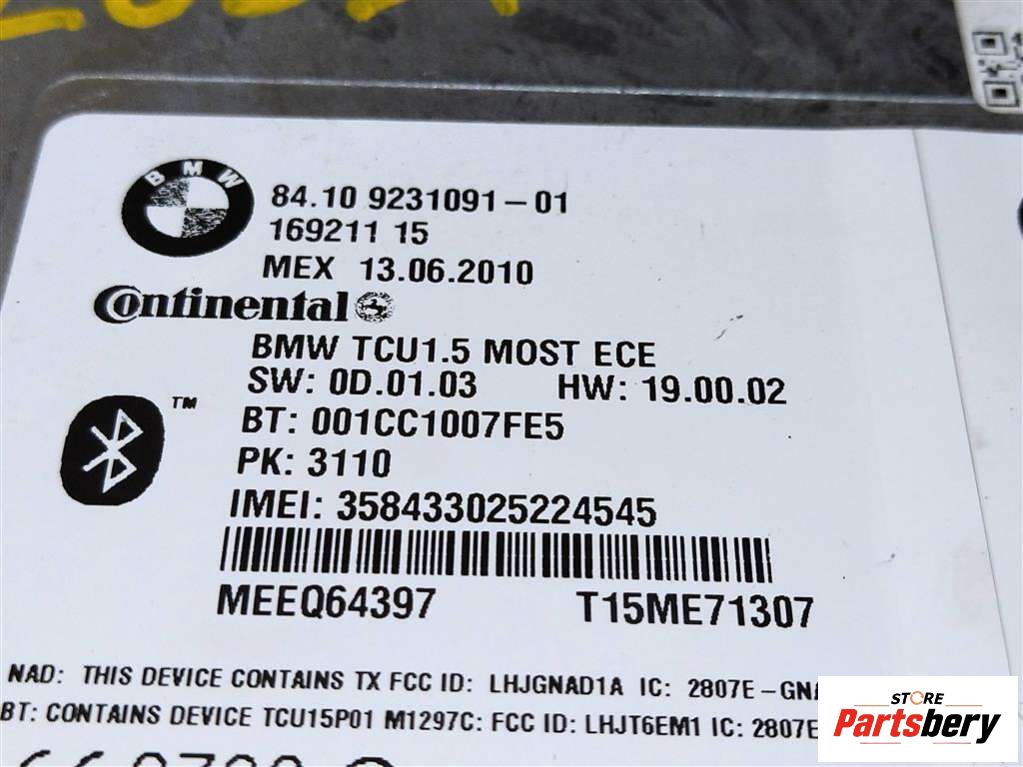 BMW
84.10 9231091-01
169211 15
MEX 13.06.2010
Continental
BMW TCU1.5 MOST ECE
SW: 0D.01.03 HW: 19.00.02
TM
BT: 001CC1007FE5
PK: 3110
IMEI: 358433025224545
MEEQ64397 T15ME71307
NAD: THIS DEVICE CONTAINS TX FCC ID: LHJGNAD1A IC: 2807E-
BT: CONTAINS DEVICE TCU15P01 M1297C: FCC ID: LHJT6EM1 IC: 2807E
STORE
Partsbery